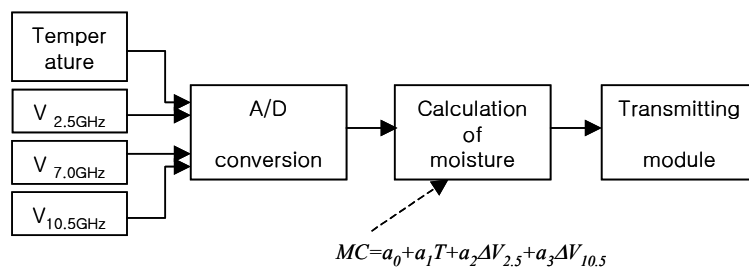 Temper
ature
V 2.5GHz
V 7.0GHz
V10.5GHz
A/D
conversion
Calculation
of
moisture
Transmitting
module
MC=a0+a1T+a2ΔV2.5+a3ΔV10.5